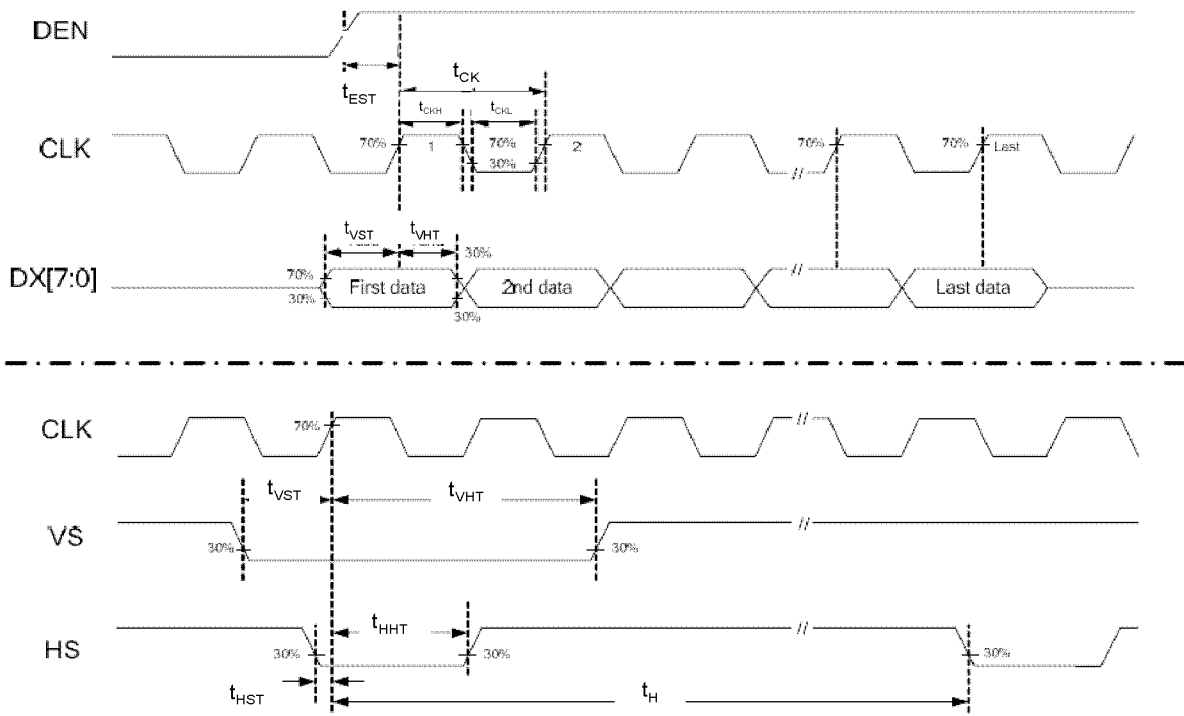 DEN
tEST
tCK
tCKH
tCKL
CLK
70%
1
70%
30%
2
70%
70%
Last
//
tVST
tVHT
30%
DX[7:0]
70%
30%
First data
30%
2nd data
//
Last data
CLK
70%
//
tVST
tVHT
VS
30%
30%
//
HS
30%
tHHT
30%
//
30%
tHST
tH